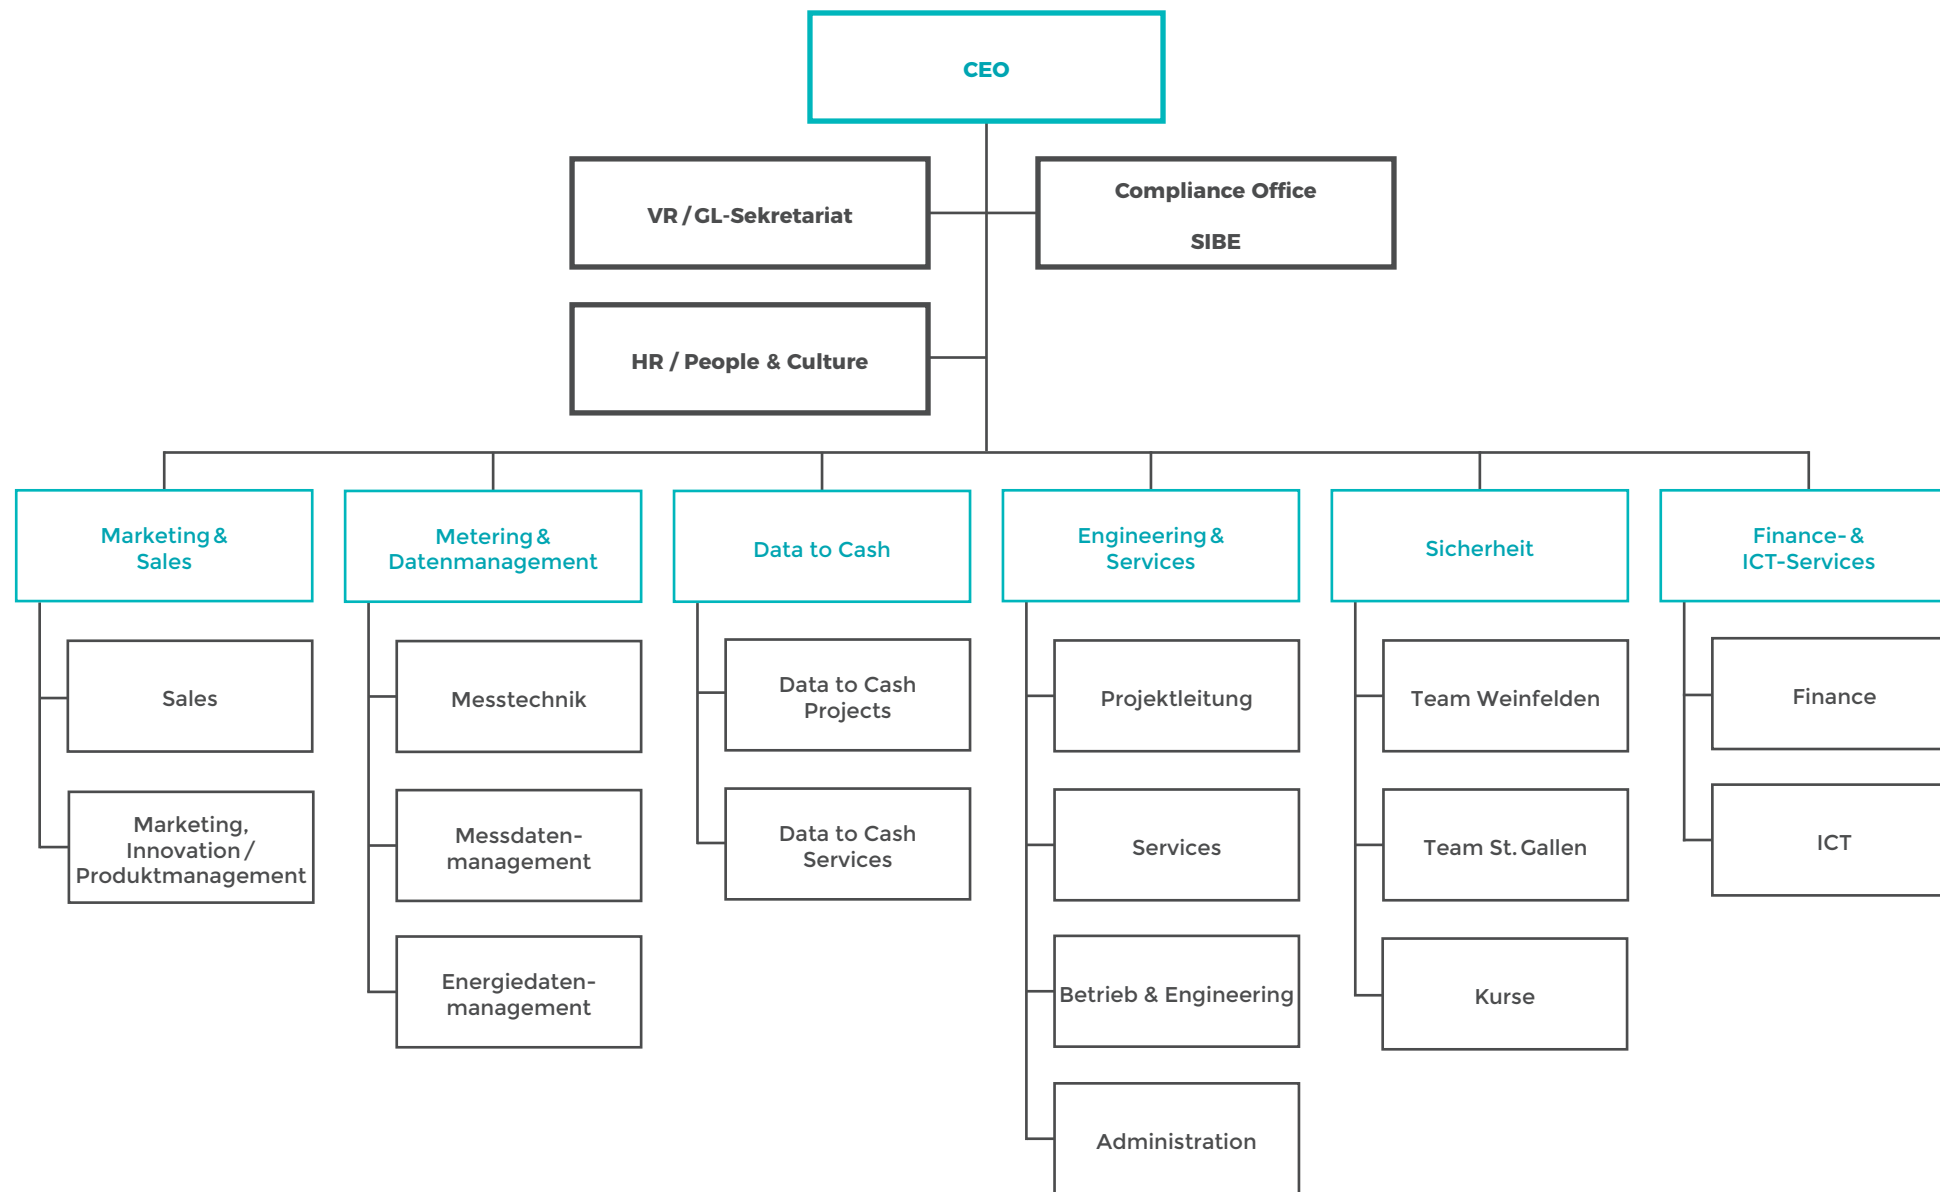 CEO
VR / GL-Sekretariat
Compliance Office
SIBE
HR / People & Culture
Marketing &
Sales
Metering &
Datenmanagement
Data to Cash
Engineering &
Services
Sicherheit
Finance- &
ICT-Services
Sales
Marketing,
Innovation /
Produktmanagement
Messtechnik
Messdaten-
management
Energiedaten-
management
Data to Cash
Projects
Data to Cash
Services
Projektleitung
Services
Betrieb & Engineering
Administration
Team Weinfelden
Team St. Gallen
Kurse
Finance
ICT